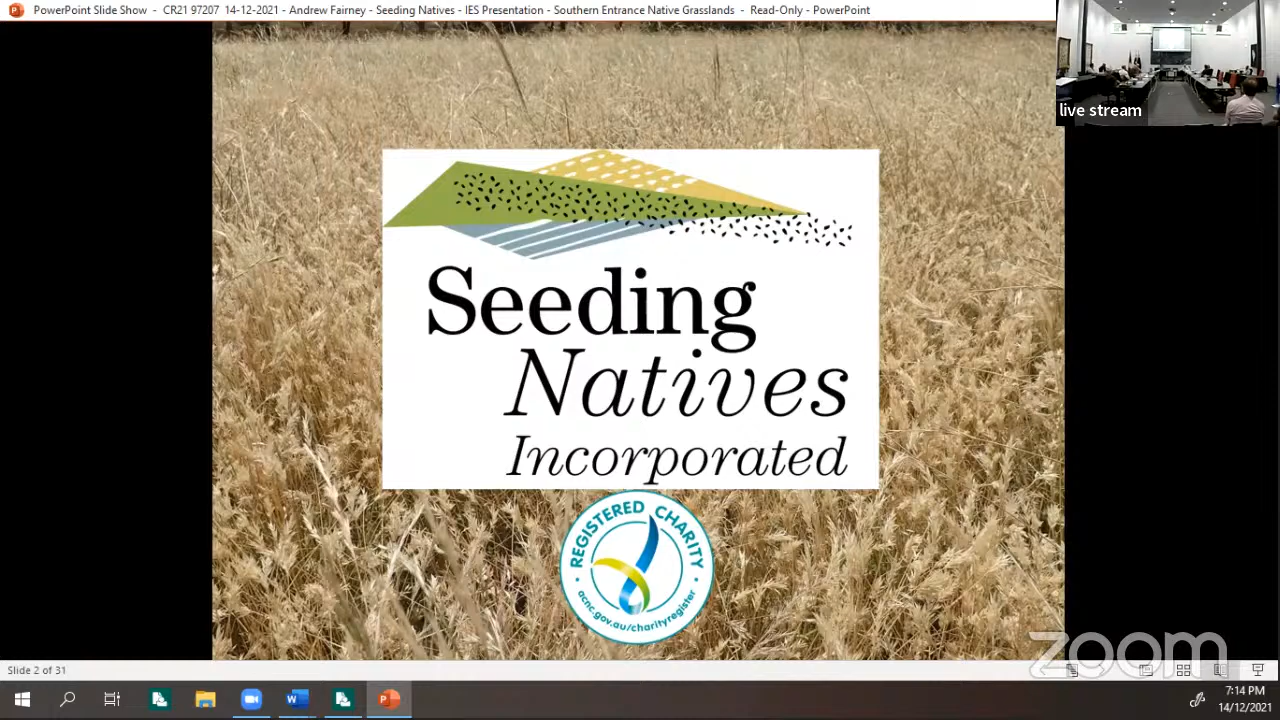 PowerPoint Slide Show - CR21 97207 14-12-2021 - Andrew Fairney - Seeding Natives - IES Presentation - Southern Entrance Native Grasslands - Read-Only - PowerPoint
live stream
Seeding
Natives
Incorporated
REGISTERED CHARITY
acnc.gov.au/charityregister
zoom
Slide 2 of 31
7:14 PM
14/12/2021